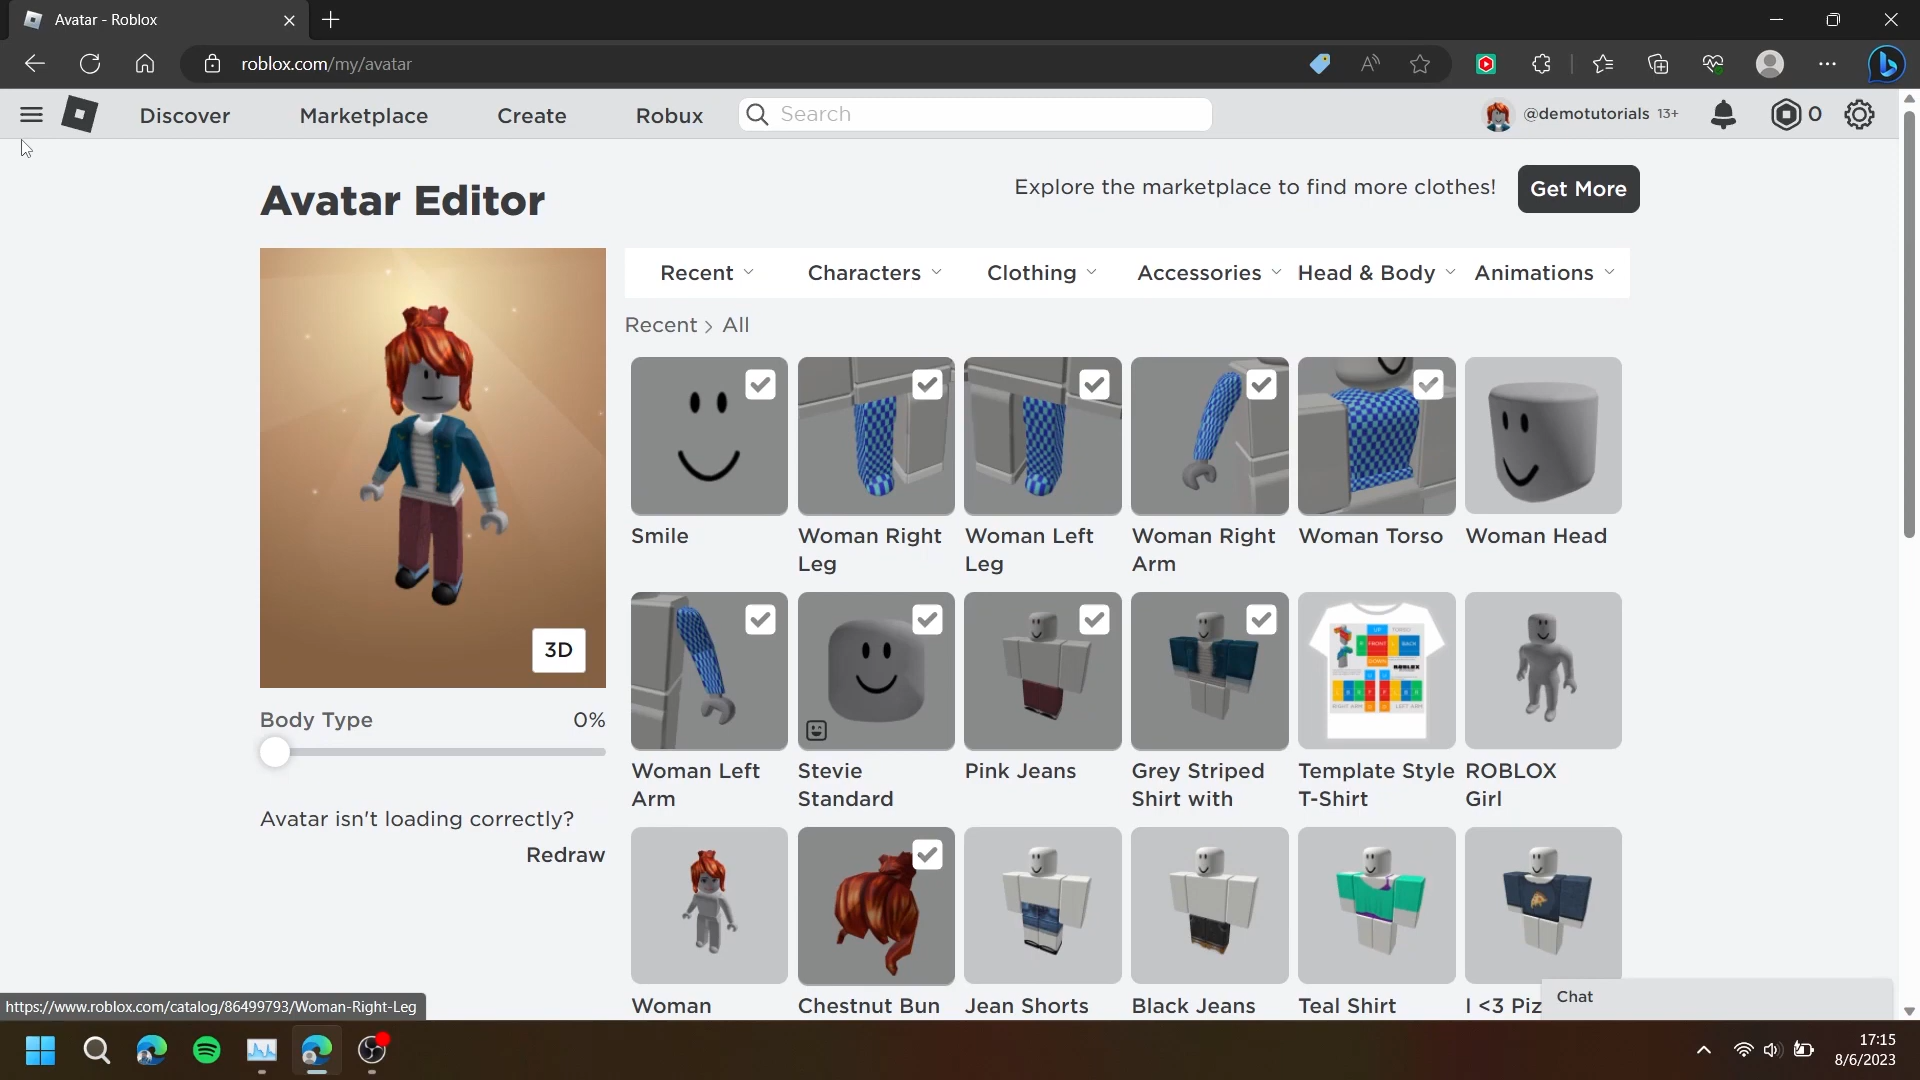 Avatar - Roblox
roblox.com/my/avatar
Discover
Marketplace
Create
Robux
Search
@demotutorials 13+
0
Avatar Editor
Explore the marketplace to find more clothes!
Get More
3D
Body Type 0%
Avatar isn't loading correctly?
Redraw
Recent
Characters
Clothing
Accessories
Head & Body
Animations
Recent > All
Smile
Woman Right
Leg
Woman Left
Leg
Woman Right
Arm
Woman Torso
Woman Head
Woman Left
Arm
Stevie
Standard
Pink Jeans
Grey Striped
Shirt with
Template Style
T-Shirt
ROBLOX
Girl
Woman
Chestnut Bun
Jean Shorts
Black Jeans
Teal Shirt
I <3 Piz
Chat
https://www.roblox.com/catalog/86499793/Woman-Right-Leg
17:15
8/6/2023